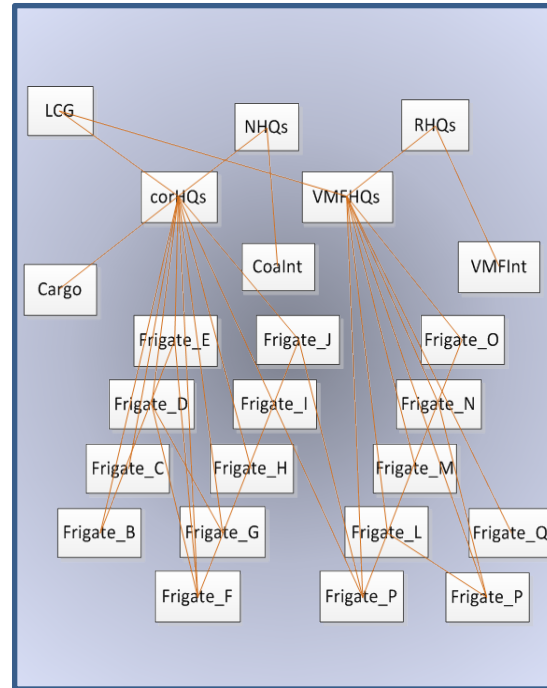 LCG
NHQs
RHQs
corHQs
VMFHQs
CoaInt
VMFInt
Cargo
Frigate_E
Frigate_J
Frigate_O
Frigate_D
Frigate_I
Frigate_N
Frigate_C
Frigate_H
Frigate_M
Frigate_B
Frigate_G
Frigate_L
Frigate_Q
Frigate_F
Frigate_P
Frigate_P